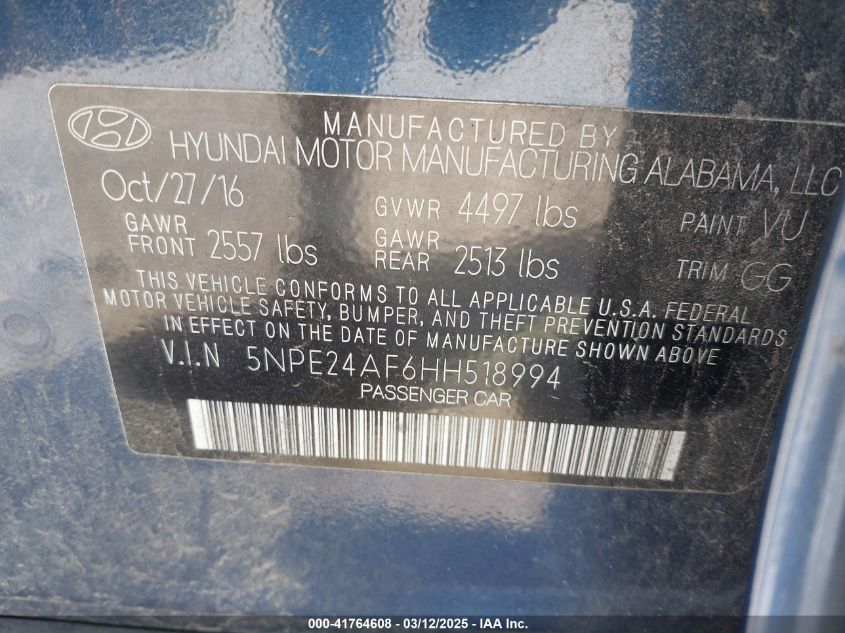 MANUFACTURED BY
HYUNDAI MOTOR MANUFACTURING ALABAMA, LLC
Oct/27/16 GVWR 4497 lbs PAINT VU
GAWR FRONT 2557 lbs GAWR REAR 2513 lbs TRIM GG
THIS VEHICLE CONFORMS TO ALL APPLICABLE U.S.A. FEDERAL
MOTOR VEHICLE SAFETY, BUMPER, AND THEFT PREVENTION STANDARDS
IN EFFECT ON THE DATE OF MANUFACTURE SHOWN ABOVE.
V.I.N 5NPE24AF6HH518994
PASSENGER CAR
000-41764608 - 03/12/2025 - IAA Inc.